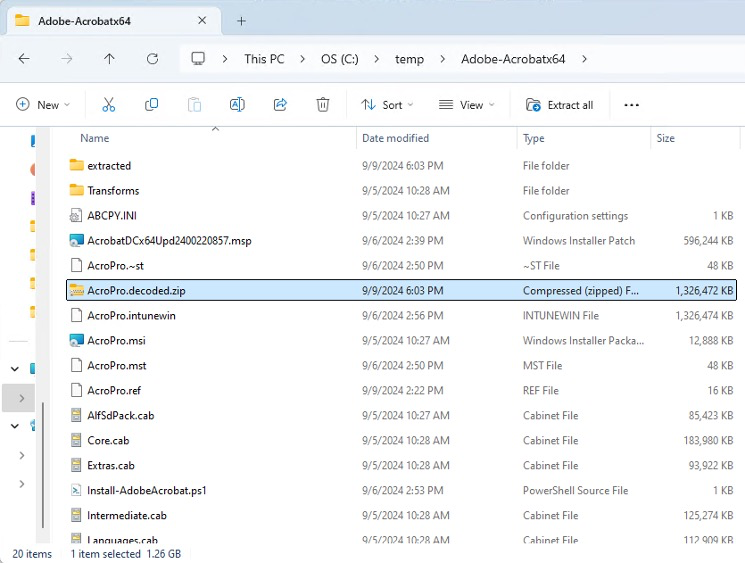 Adobe-Acrobatx64
This PC > OS (C:) > temp > Adobe-Acrobatx64 >
New Sort View Extract all ...
Name Date modified Type Size
extracted 9/9/2024 6:03 PM File folder
Transforms 9/5/2024 10:28 AM File folder
ABCPY.INI 9/5/2024 10:27 AM Configuration settings 1 KB
AcrobatDCx64Upd2400220857.msp 9/6/2024 2:39 PM Windows Installer Patch 596,244 KB
AcroPro.~st 9/6/2024 2:50 PM ~ST File 48 KB
AcroPro.decoded.zip 9/9/2024 6:03 PM Compressed (zipped) F... 1,326,472 KB
AcroPro.intunewin 9/6/2024 2:56 PM INTUNEWIN File 1,326,474 KB
AcroPro.msi 9/5/2024 10:27 AM Windows Installer Packa... 12,888 KB
AcroPro.mst 9/6/2024 2:50 PM MST File 48 KB
AcroPro.ref 9/9/2024 2:22 PM REF File 16 KB
AlfSdPack.cab 9/5/2024 10:27 AM Cabinet File 85,423 KB
Core.cab 9/5/2024 10:28 AM Cabinet File 183,980 KB
Extras.cab 9/5/2024 10:28 AM Cabinet File 93,922 KB
Install-AdobeAcrobat.ps1 9/6/2024 2:53 PM PowerShell Source File 1 KB
Intermediate.cab 9/5/2024 10:28 AM Cabinet File 125,274 KB
Languages.cab 9/5/2024 10:28 AM Cabinet File 112,909 KB
20 items 1 item selected 1.26 GB